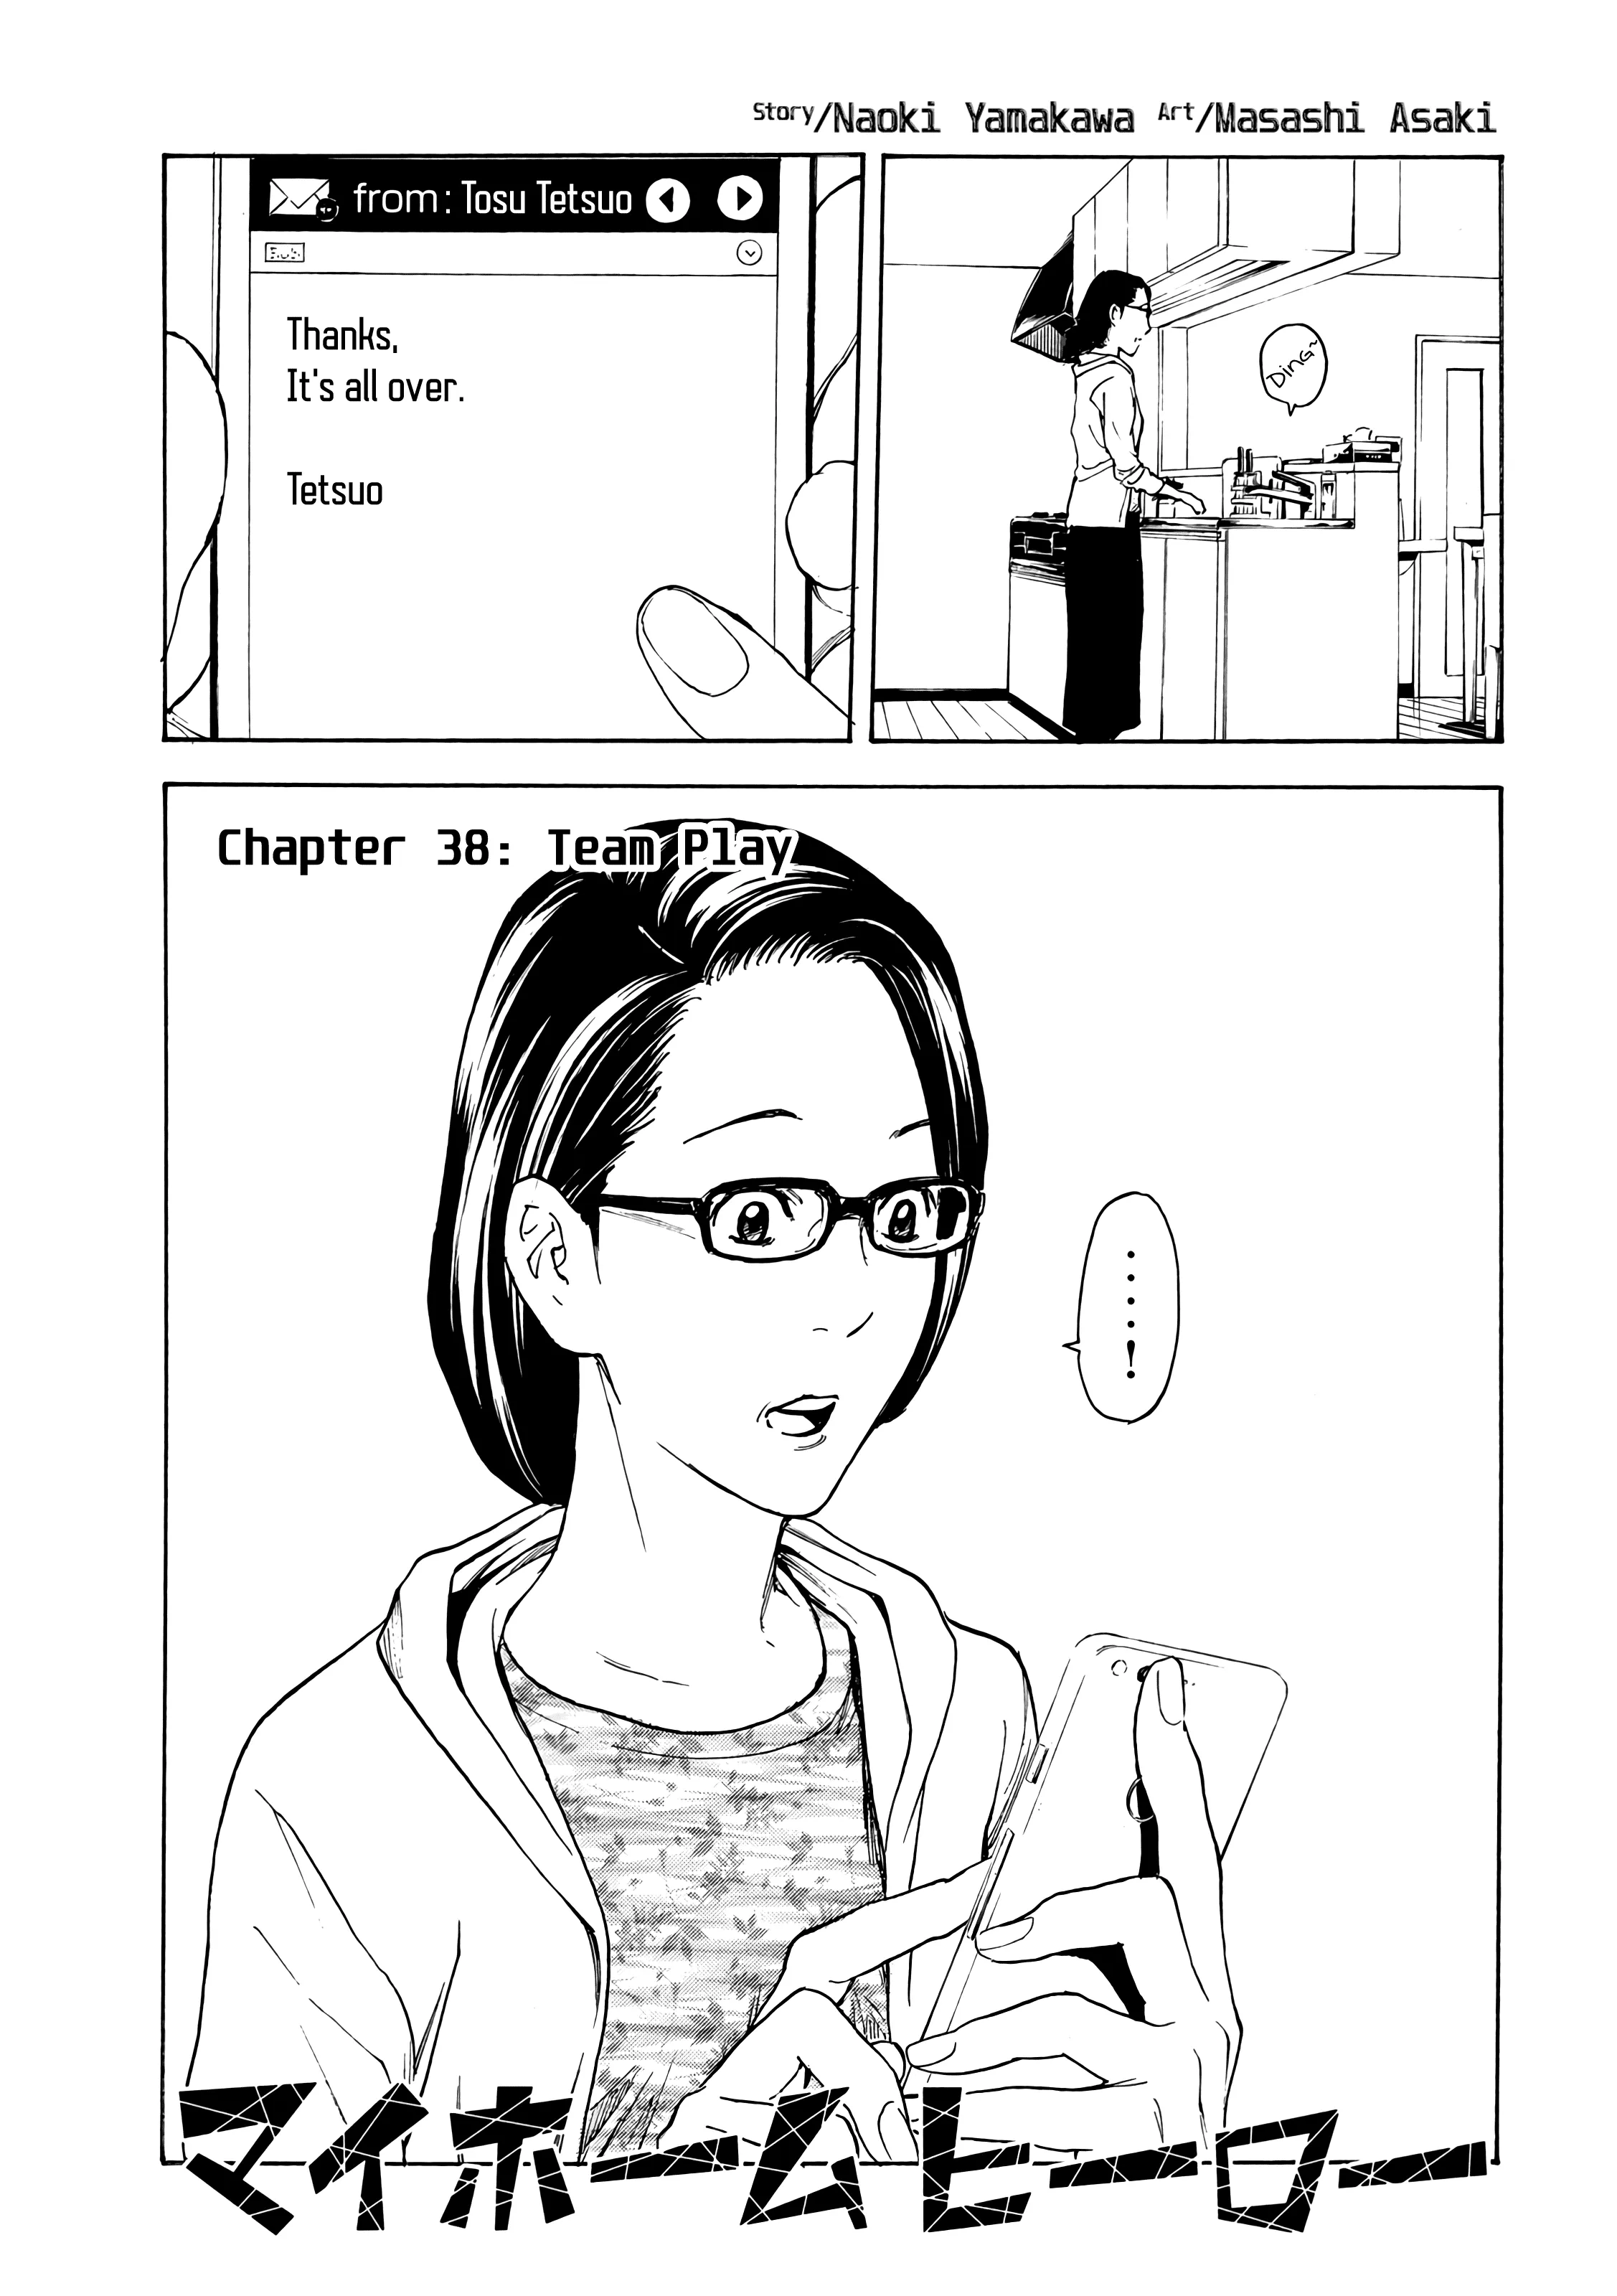 Story/Naoki Yamakawa Art/Masashi Asaki
Ding~
from: Tosu Tetsuo
Thanks,
It's all over.
Tetsuo
Chapter 38: Team Play
....!
マイホームヒーロー